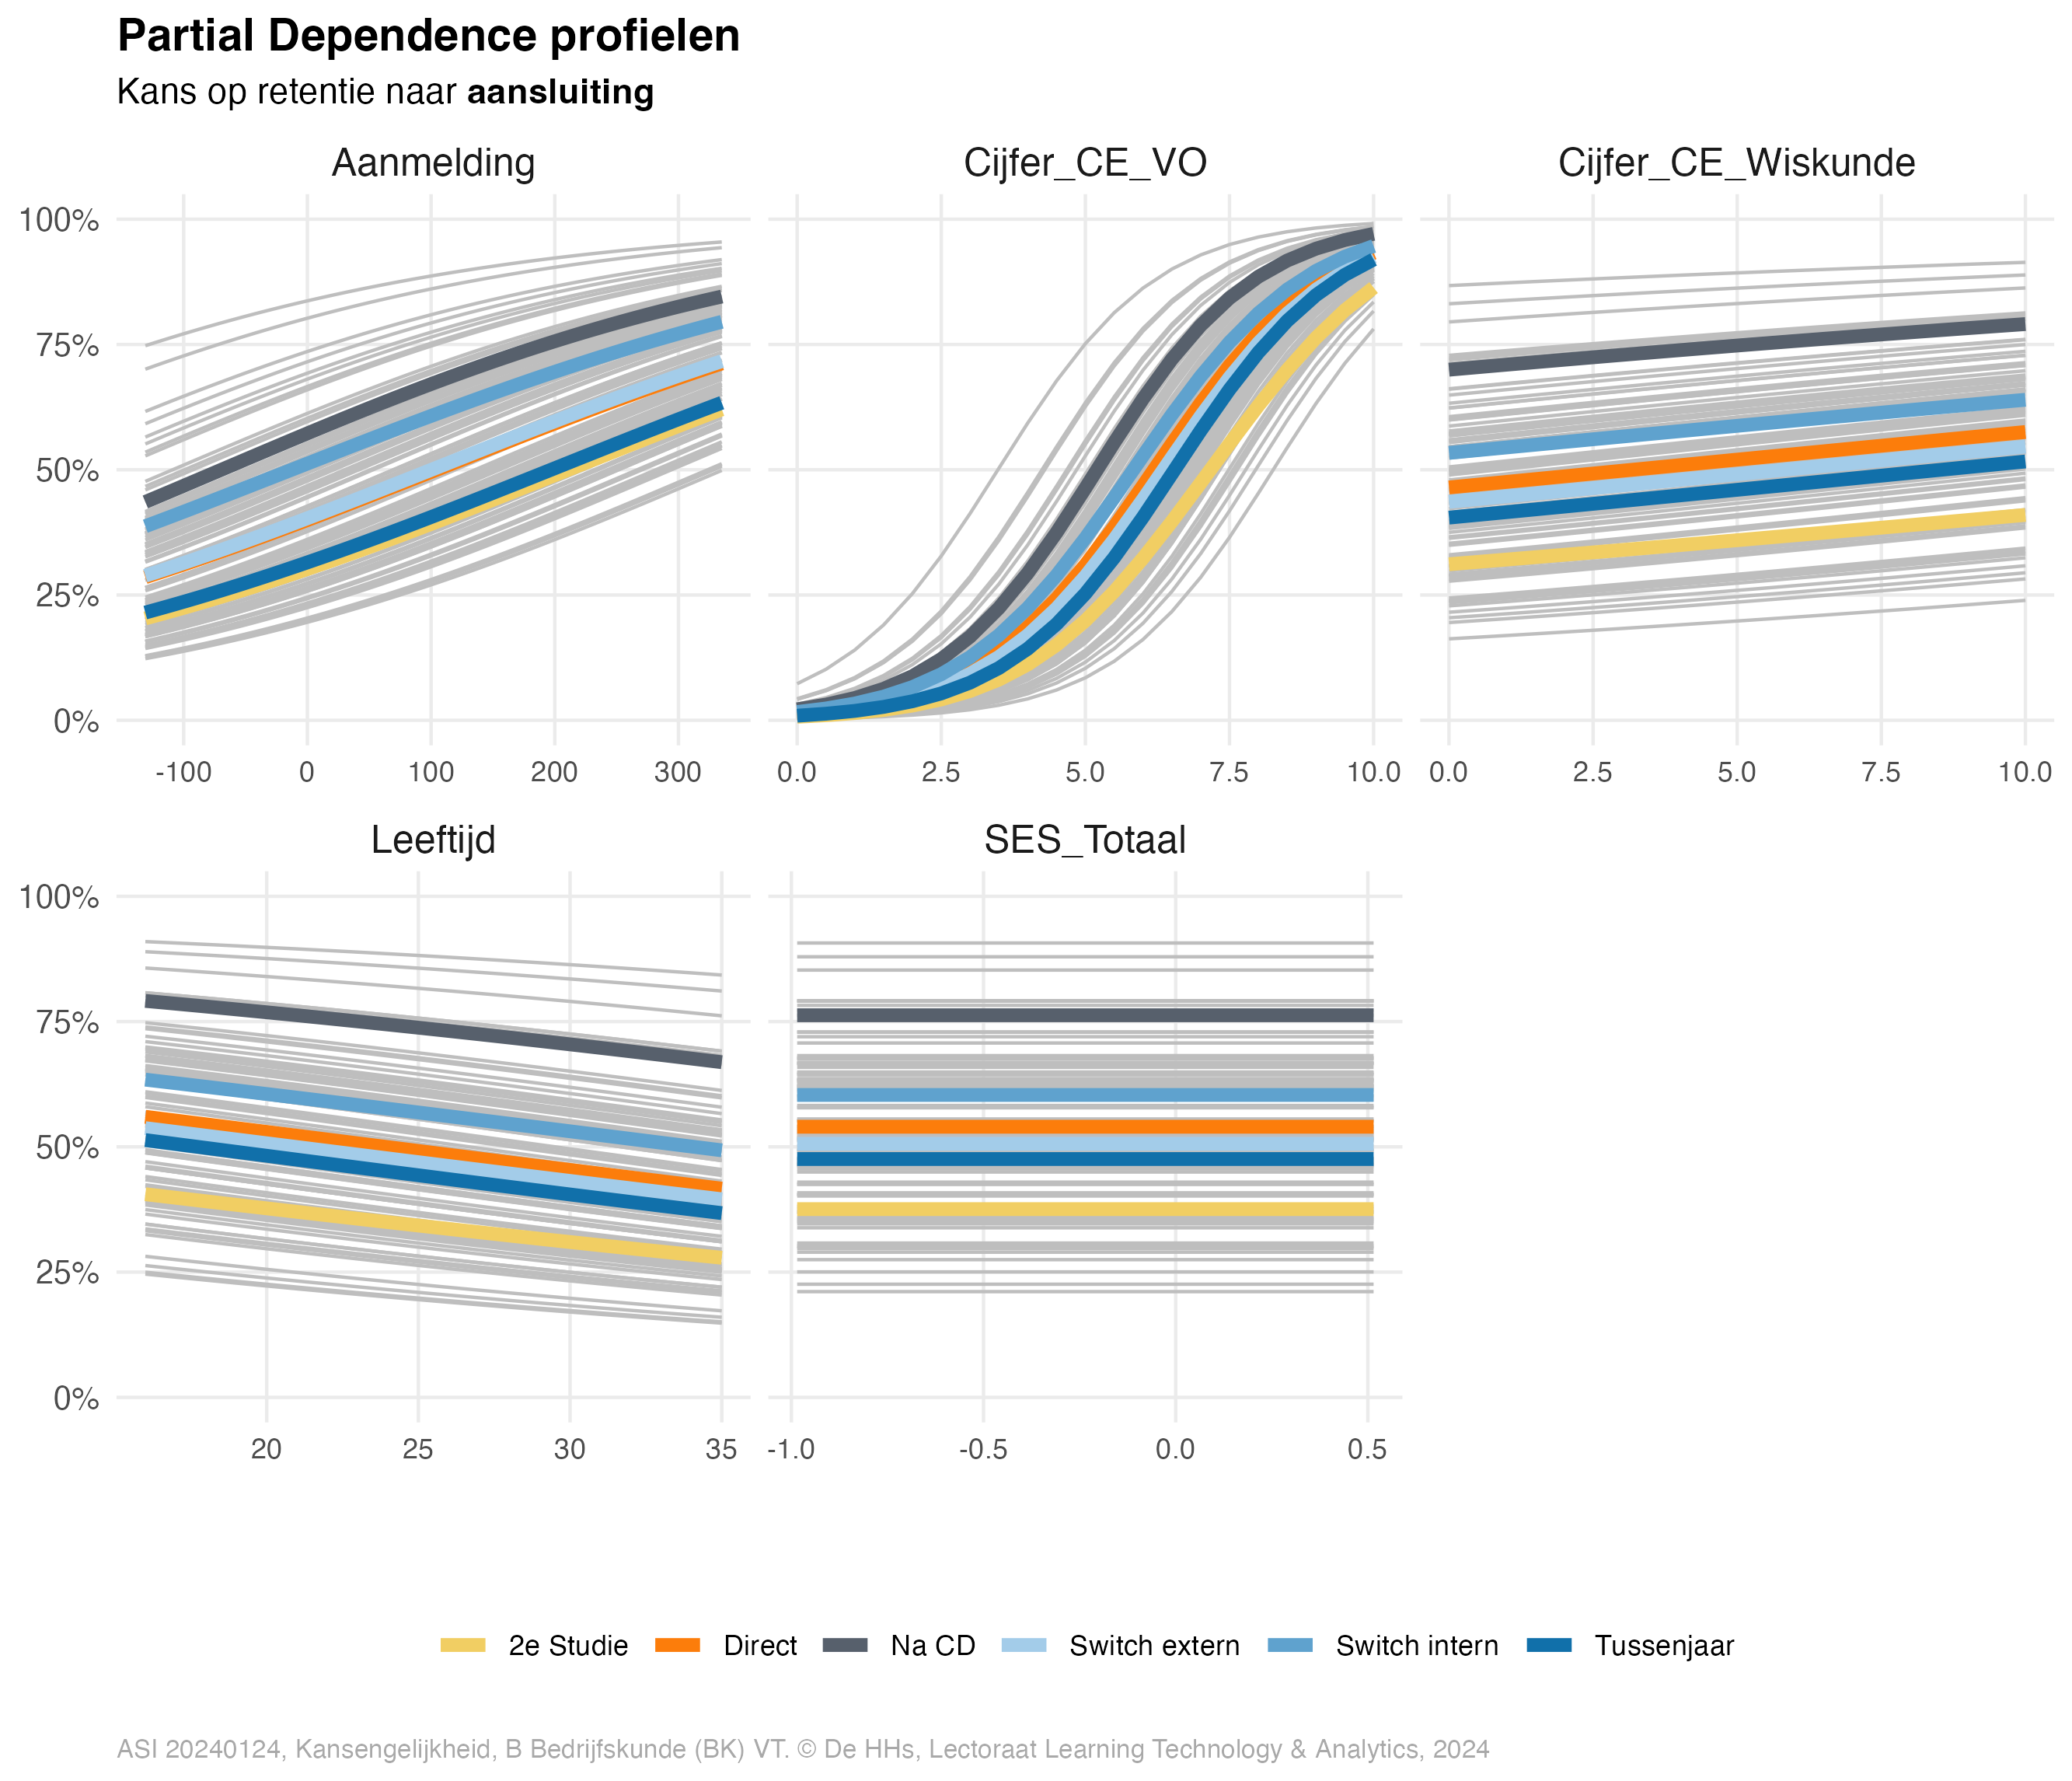 Partial Dependence profielen
Kans op retentie naar aansluiting
Aanmelding
Cijfer_CE_VO
Cijfer_CE_Wiskunde
100%
75%
50%
25%
0%
-100 0 100 200 300
0.0 2.5 5.0 7.5 10.0
0.0 2.5 5.0 7.5 10.0
Leeftijd
SES_Totaal
100%
75%
50%
25%
0%
20 25 30 35
-1.0 -0.5 0.0 0.5
2e Studie Direct Na CD Switch extern Switch intern Tussenjaar
ASI 20240124, Kansengelijkheid, B Bedrijfskunde (BK) VT. © De HHs, Lectoraat Learning Technology & Analytics, 2024